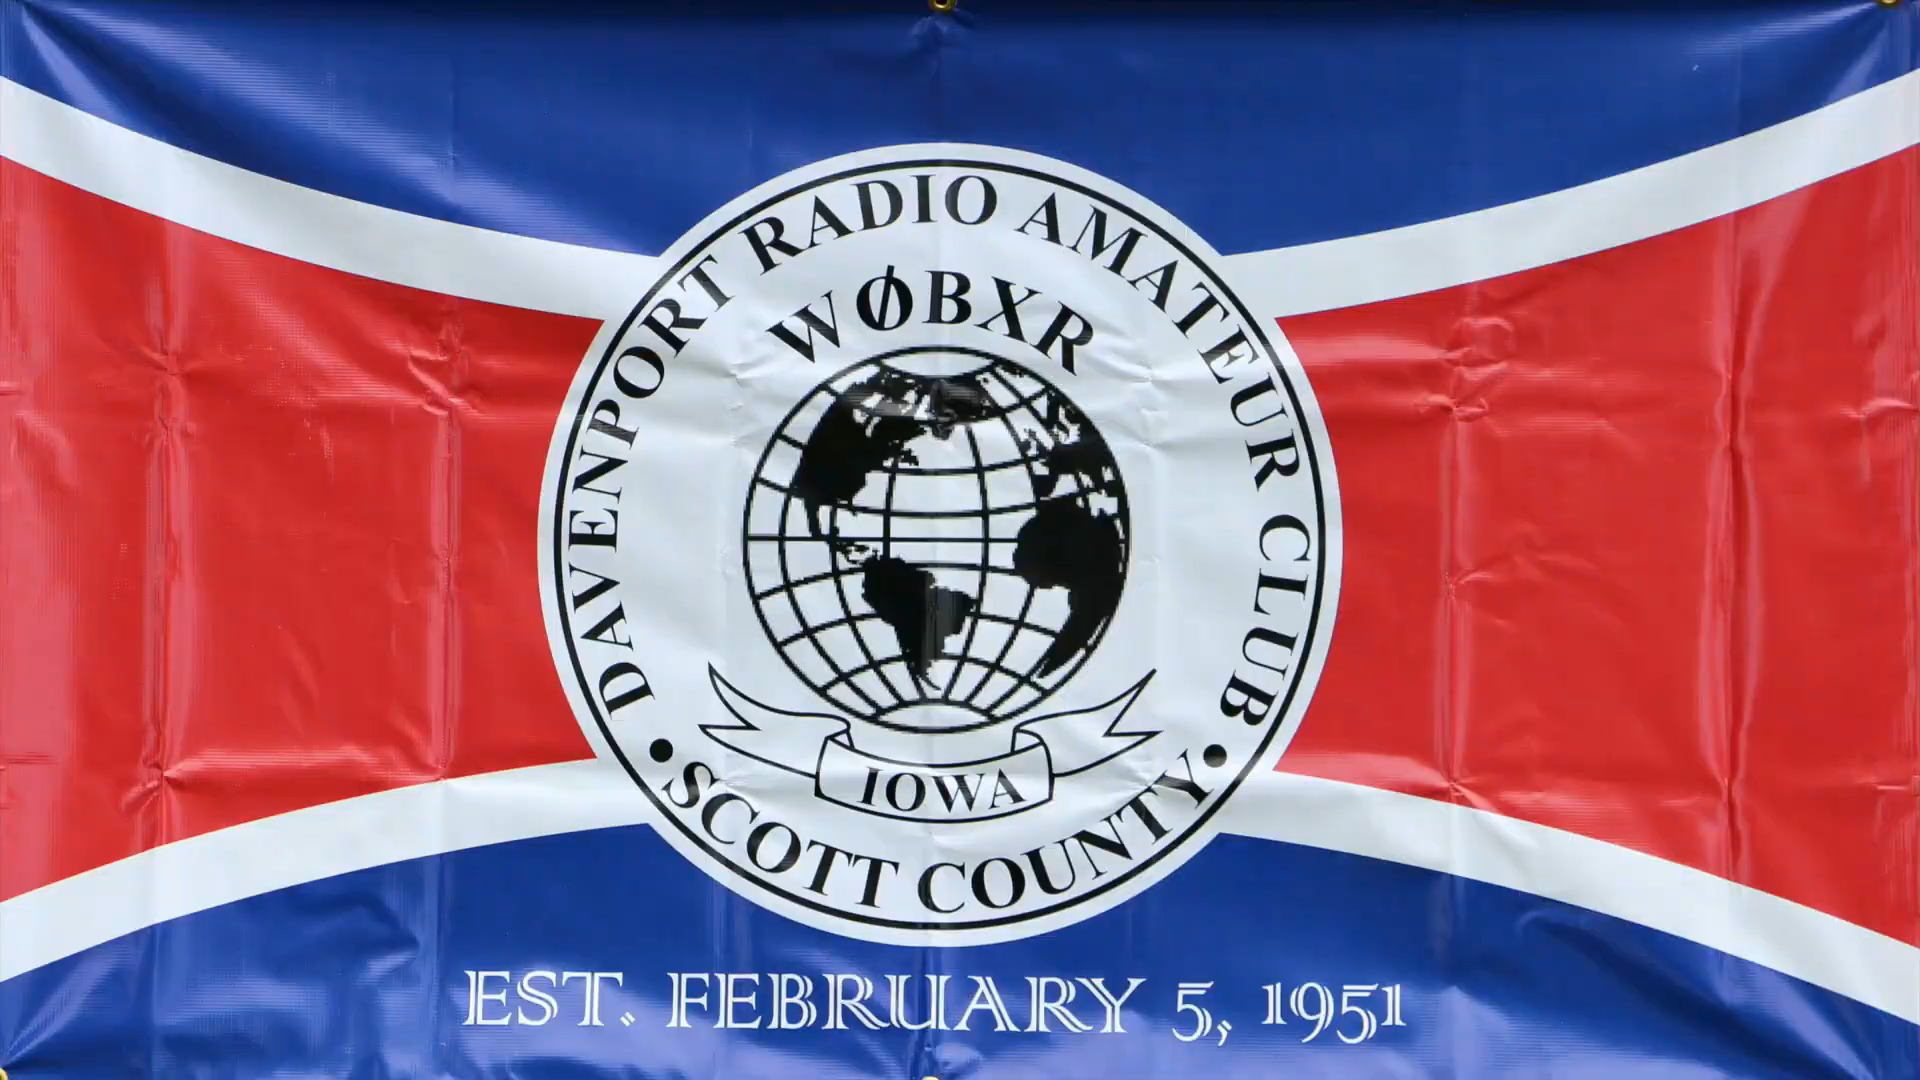 DAVENPORT RADIO AMATEUR CLUB
WØBXR
IOWA
• SCOTT COUNTY •
EST. FEBRUARY 5, 1951